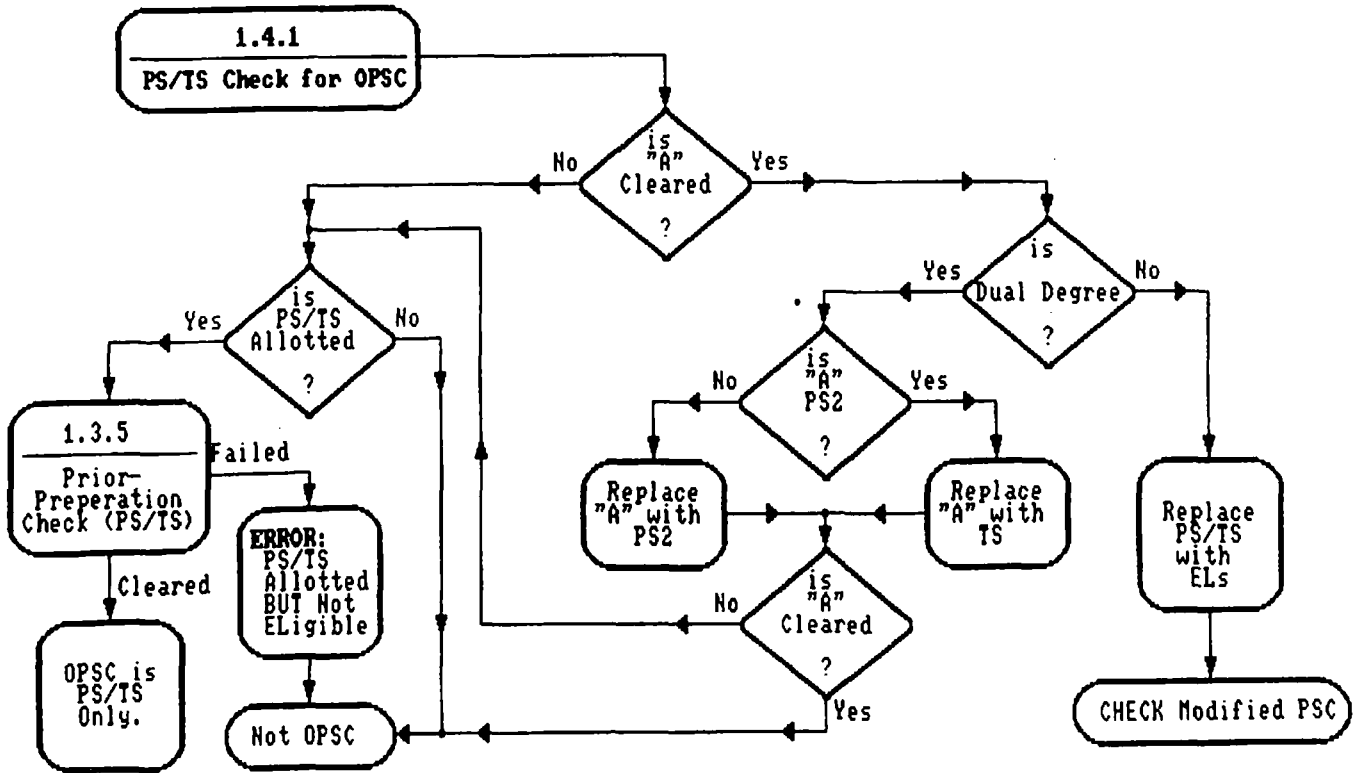 1.4.1
PS/TS Check for OPSC
is
"A"
Cleared
?
No
Yes
is
Dual Degree
?
Yes
No
is
PS/TS
Allotted
?
Yes
No
is
"A"
PS2
?
No
Yes
1.3.5
Prior-
Preperation
Check (PS/TS)
Failed
Cleared
ERROR:
PS/TS
Allotted
BUT Not
ELigible
OPSC is
PS/TS
Only.
Not OPSC
Replace
"A" with
PS2
Replace
"A" with
TS
Replace
PS/TS
with
ELs
is
"A"
Cleared
?
No
Yes
CHECK Modified PSC